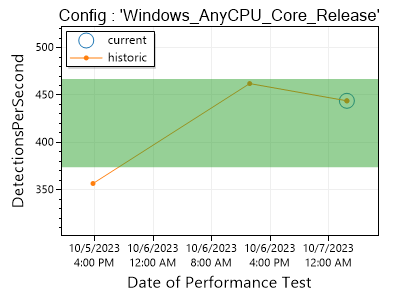 Config : 'Windows_AnyCPU_Core_Release'
current
historic
DetectionsPerSecond
500
450
400
350
10/5/2023 10/6/2023 10/6/2023 10/6/2023 10/7/2023
4:00 PM 12:00 AM 8:00 AM 4:00 PM 12:00 AM
Date of Performance Test